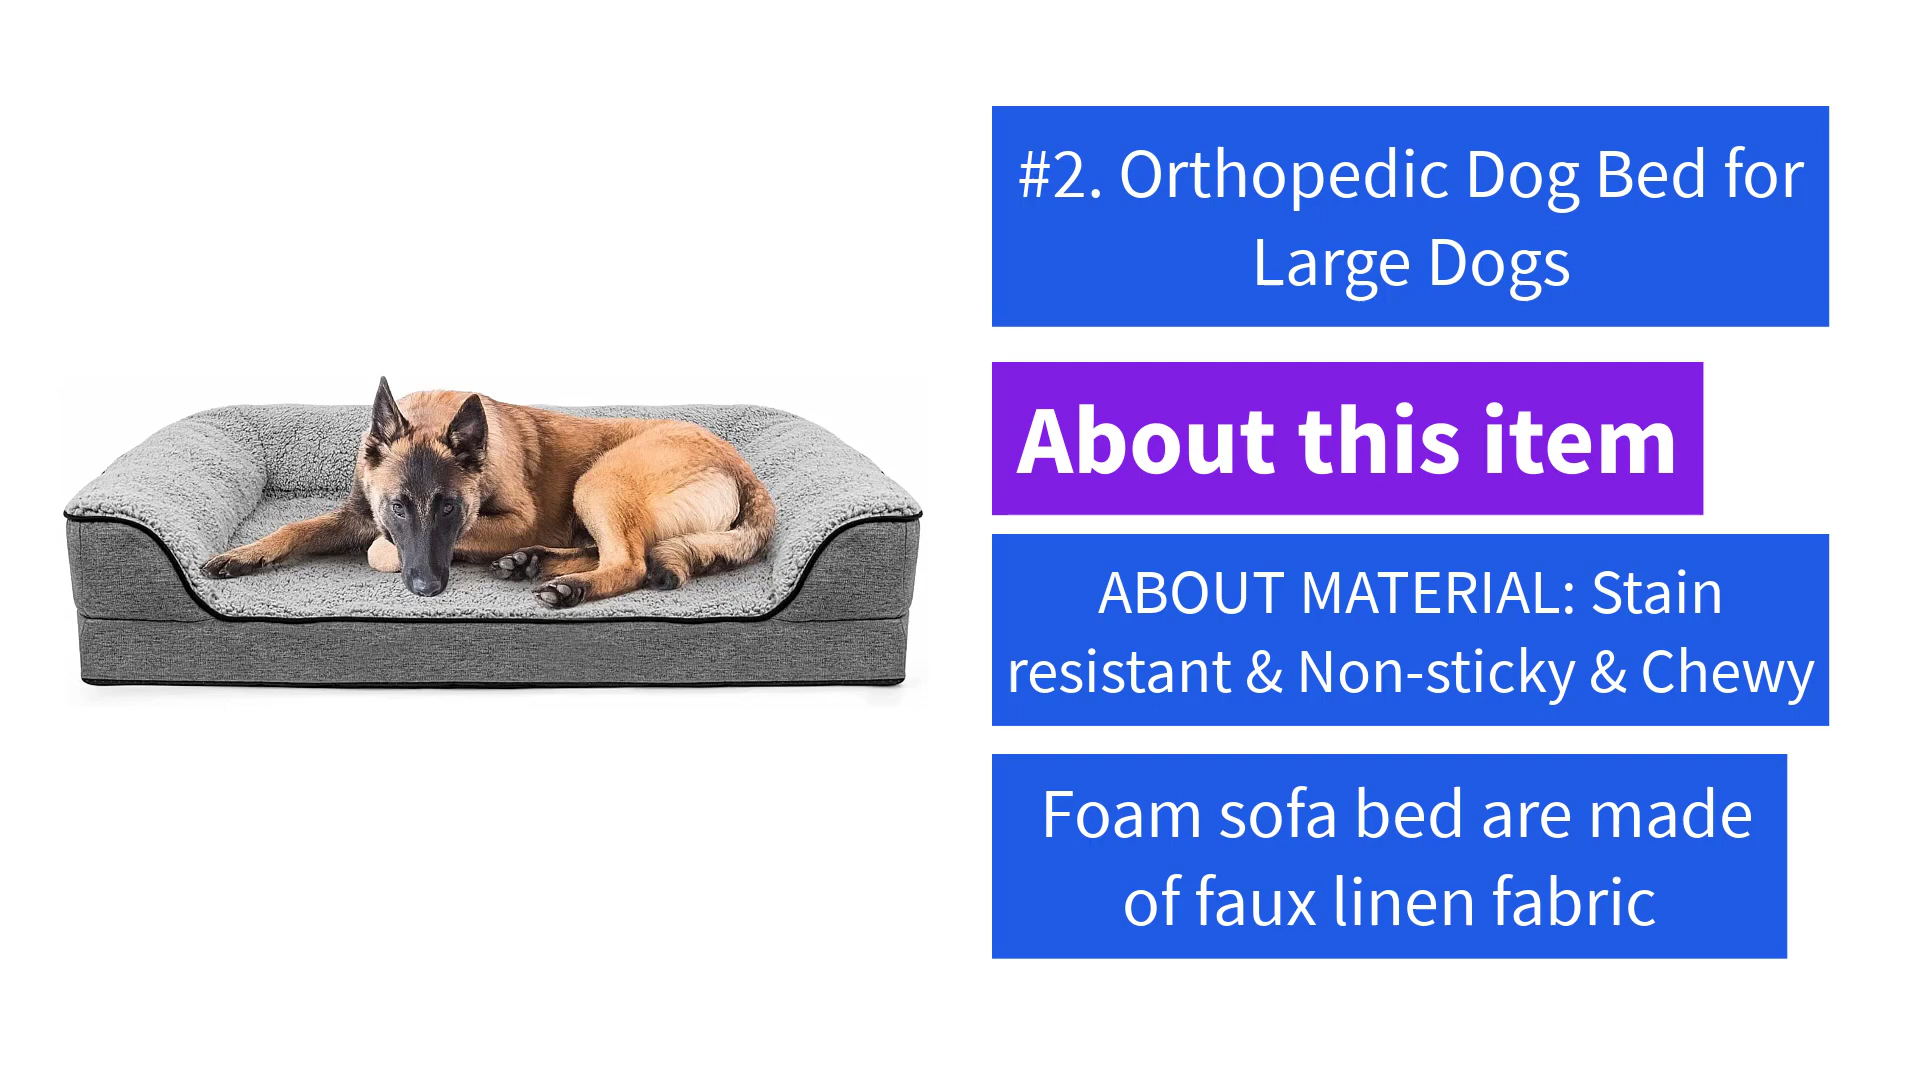 #2. Orthopedic Dog Bed for
Large Dogs
About this item
ABOUT MATERIAL: Stain
resistant & Non-sticky & Chewy
Foam sofa bed are made
of faux linen fabric